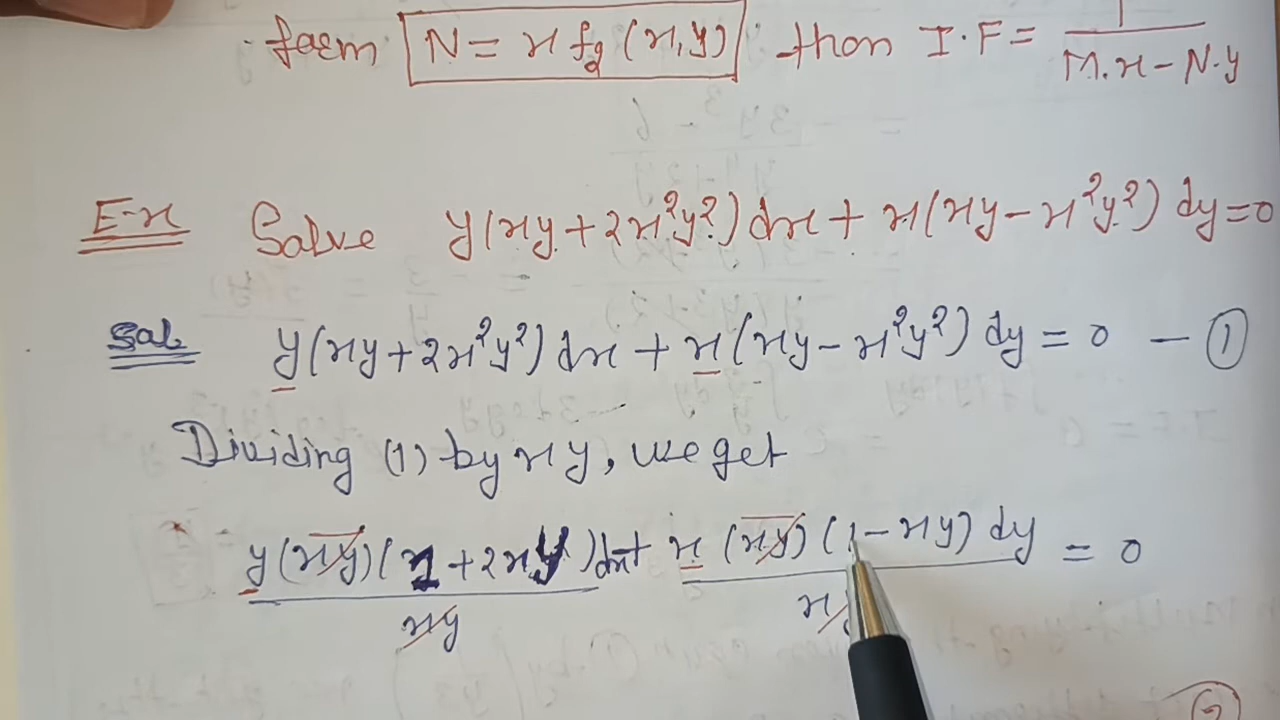 form N = x f₂ (x,y) then I.F = 1/(M.x - N.y)
Ex Solve y(xy + 2x²y²) dx + x(xy - x²y²) dy = 0
Sol y(xy + 2x²y²) dx + x(xy - x²y²) dy = 0 — ①
Dividing (1) by xy, we get
y(xy)(1 + 2xy) dx/xy + x(xy)(1 - xy) dy/xy = 0